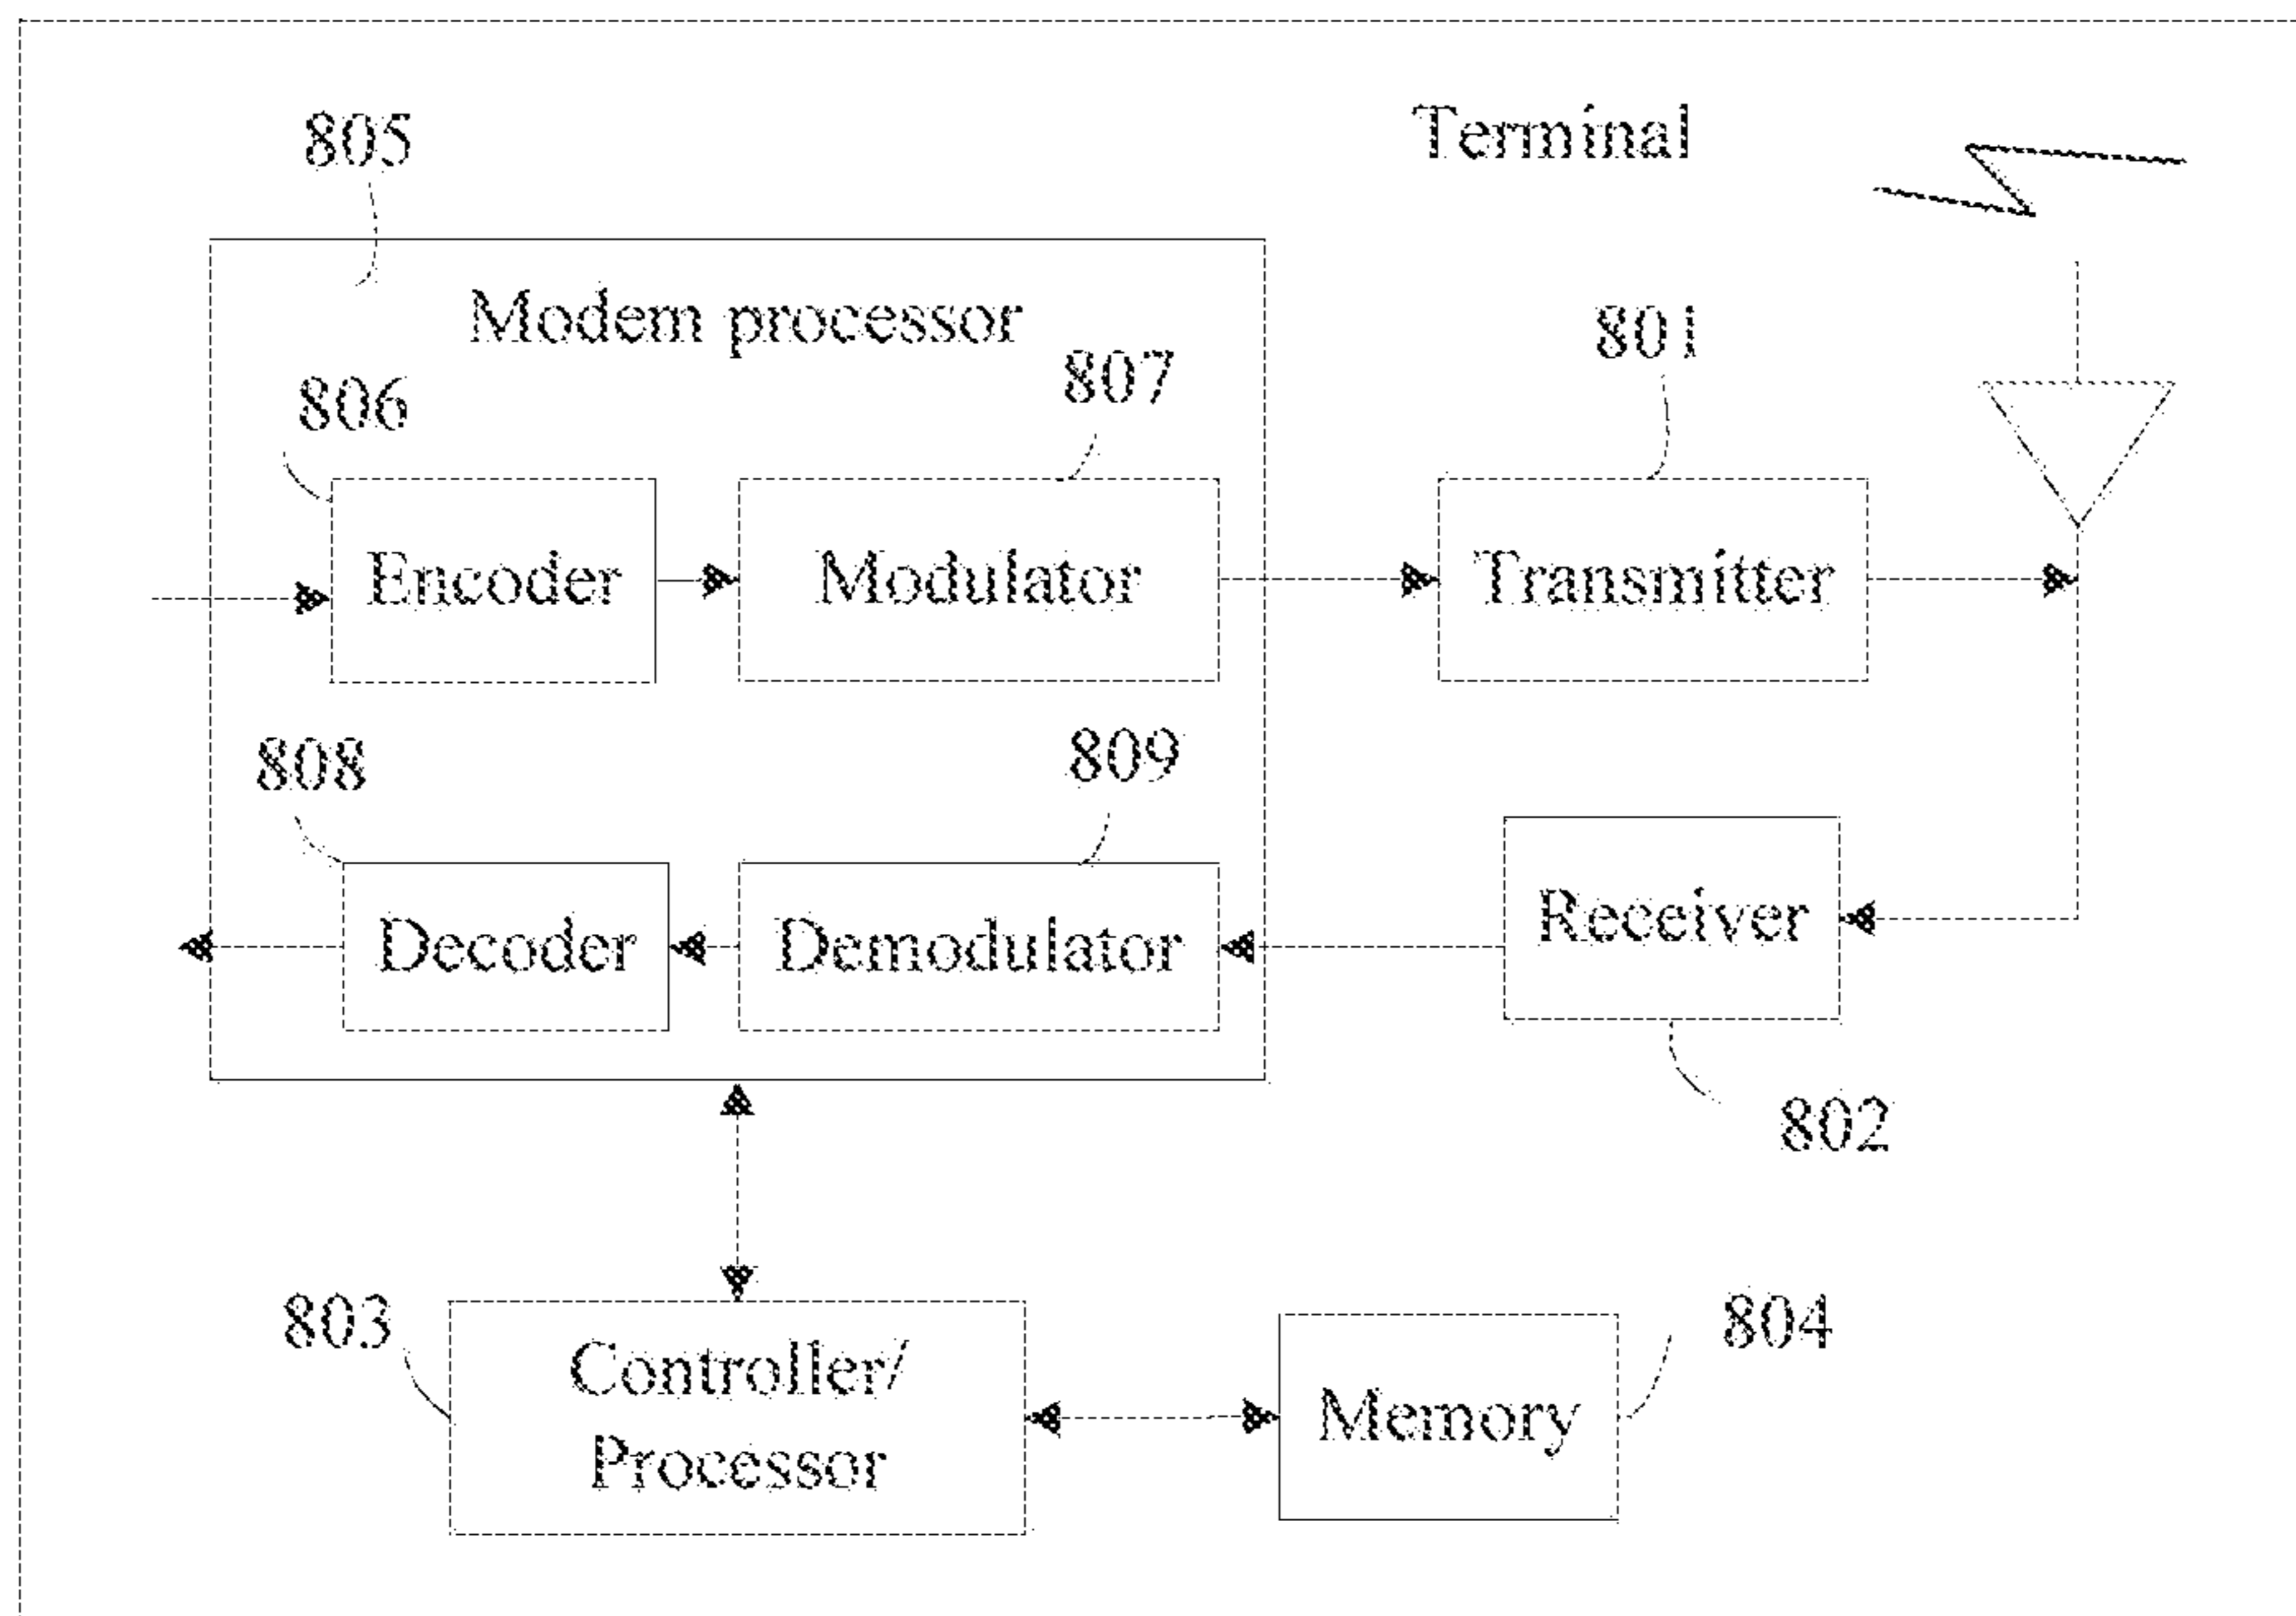 Terminal
805
Modem processor
801
806
807
Encoder
Modulator
Transmitter
808
809
Decoder
Demodulator
Receiver
802
803
Controller/
Processor
Memory
804